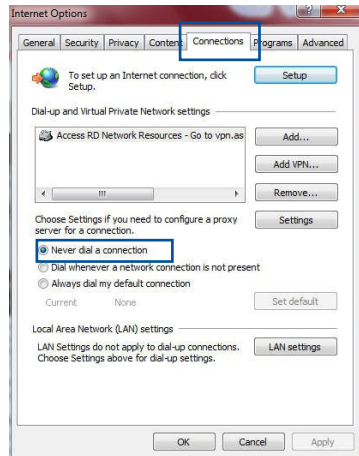 Internet Options
General Security Privacy Content Connections Programs Advanced
To set up an Internet connection, click
Setup.
Setup
Dial-up and Virtual Private Network settings
Access RD Network Resources - Go to vpn.as
Add...
Add VPN...
Remove...
Choose Settings if you need to configure a proxy
server for a connection.
Settings
Never dial a connection
Dial whenever a network connection is not present
Always dial my default connection
Current None
Set default
Local Area Network (LAN) settings
LAN Settings do not apply to dial-up connections.
Choose Settings above for dial-up settings.
LAN settings
OK Cancel Apply